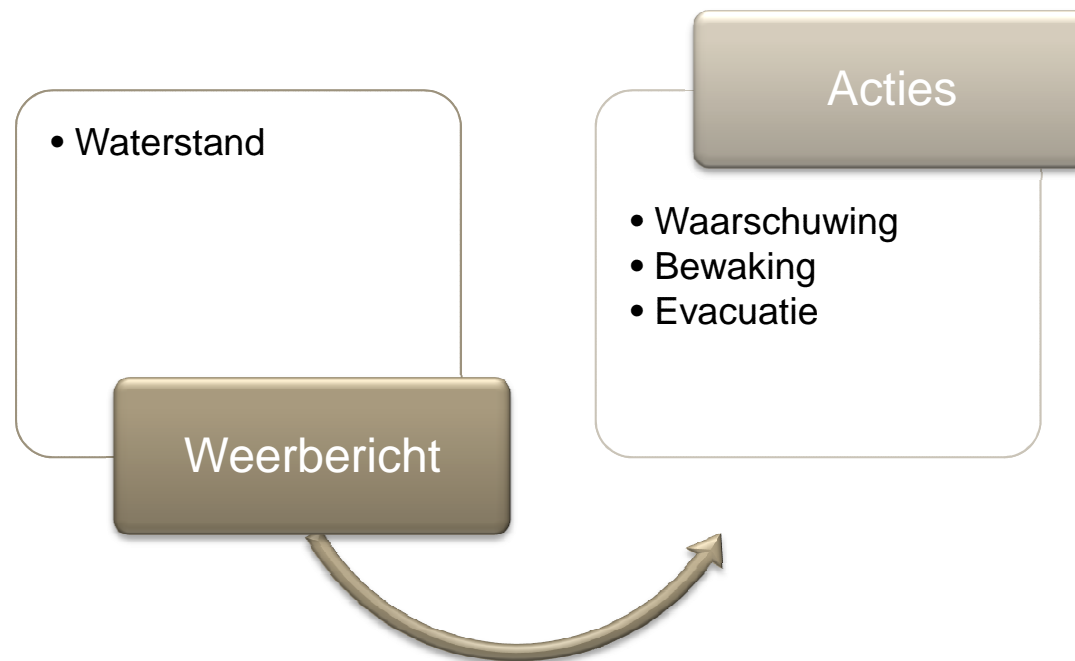 • Waterstand
Weerbericht
Acties
• Waarschuwing
• Bewaking
• Evacuatie